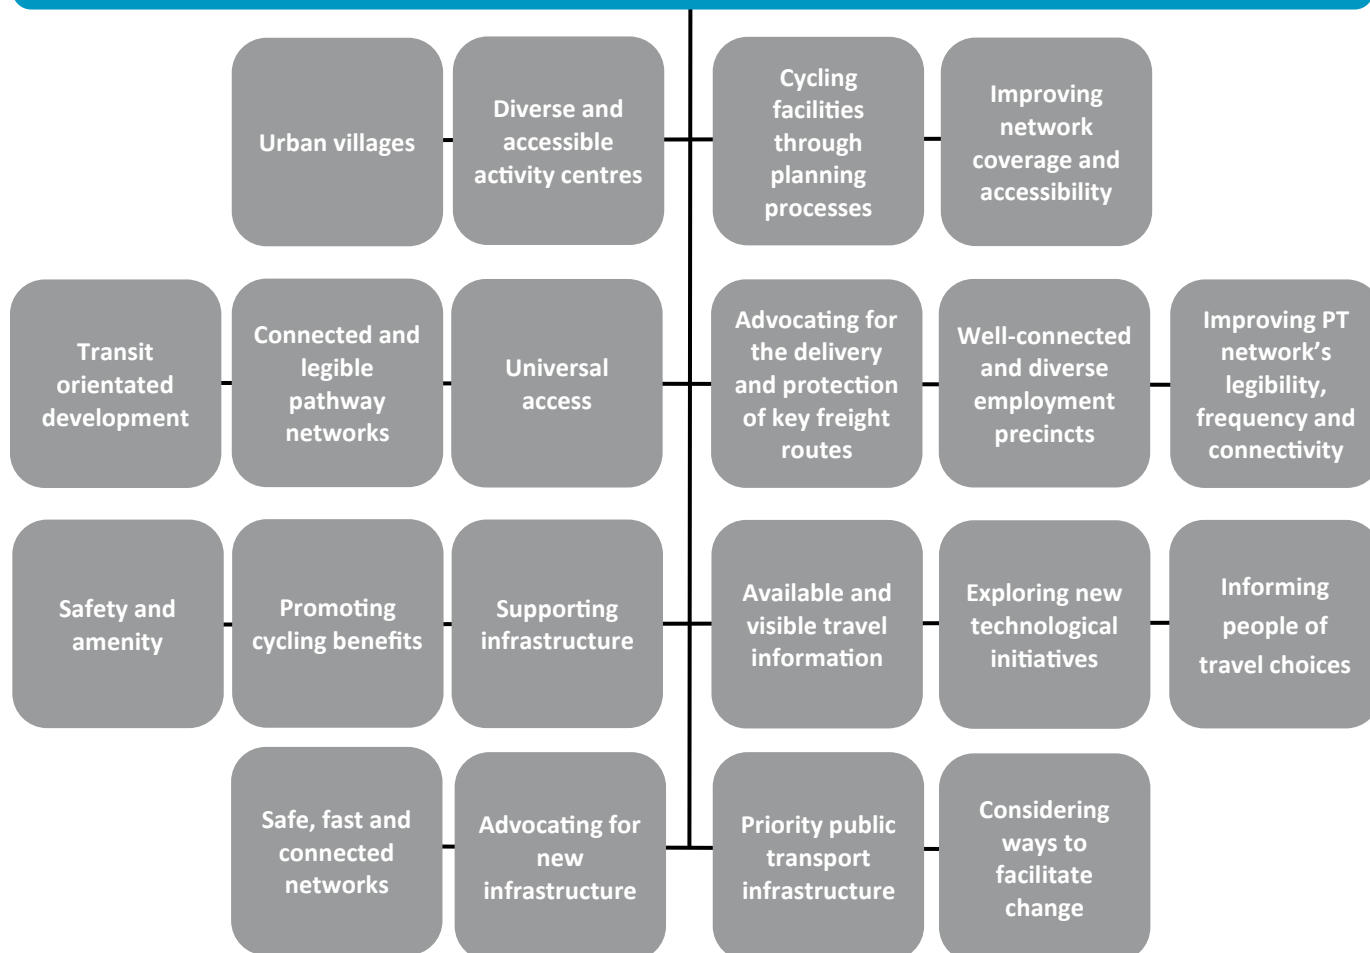 Urban villages
Diverse and
accessible
activity centres
Cycling
facilities
through
planning
processes
Improving
network
coverage and
accessibility
Transit
orientated
development
Connected and
legible
pathway
networks
Universal
access
Advocating for
the delivery
and protection
of key freight
routes
Well-connected
and diverse
employment
precincts
Improving PT
network’s
legibility,
frequency and
connectivity
Safety and
amenity
Promoting
cycling benefits
Supporting
infrastructure
Available and
visible travel
information
Exploring new
technological
initiatives
Informing
people of
travel choices
Safe, fast and
connected
networks
Advocating for
new
infrastructure
Priority public
transport
infrastructure
Considering
ways to
facilitate
change